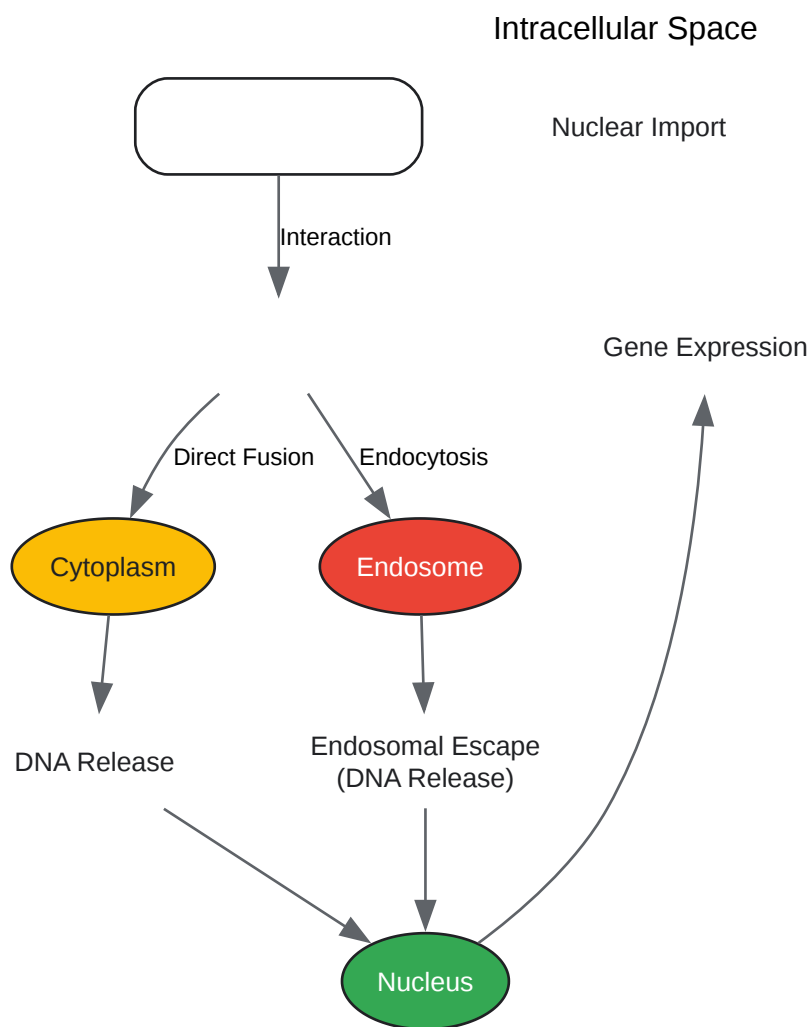 Intracellular Space
Nuclear Import
Interaction
Gene Expression
Direct Fusion
Endocytosis
Cytoplasm
Endosome
DNA Release
Endosomal Escape
(DNA Release)
Nucleus